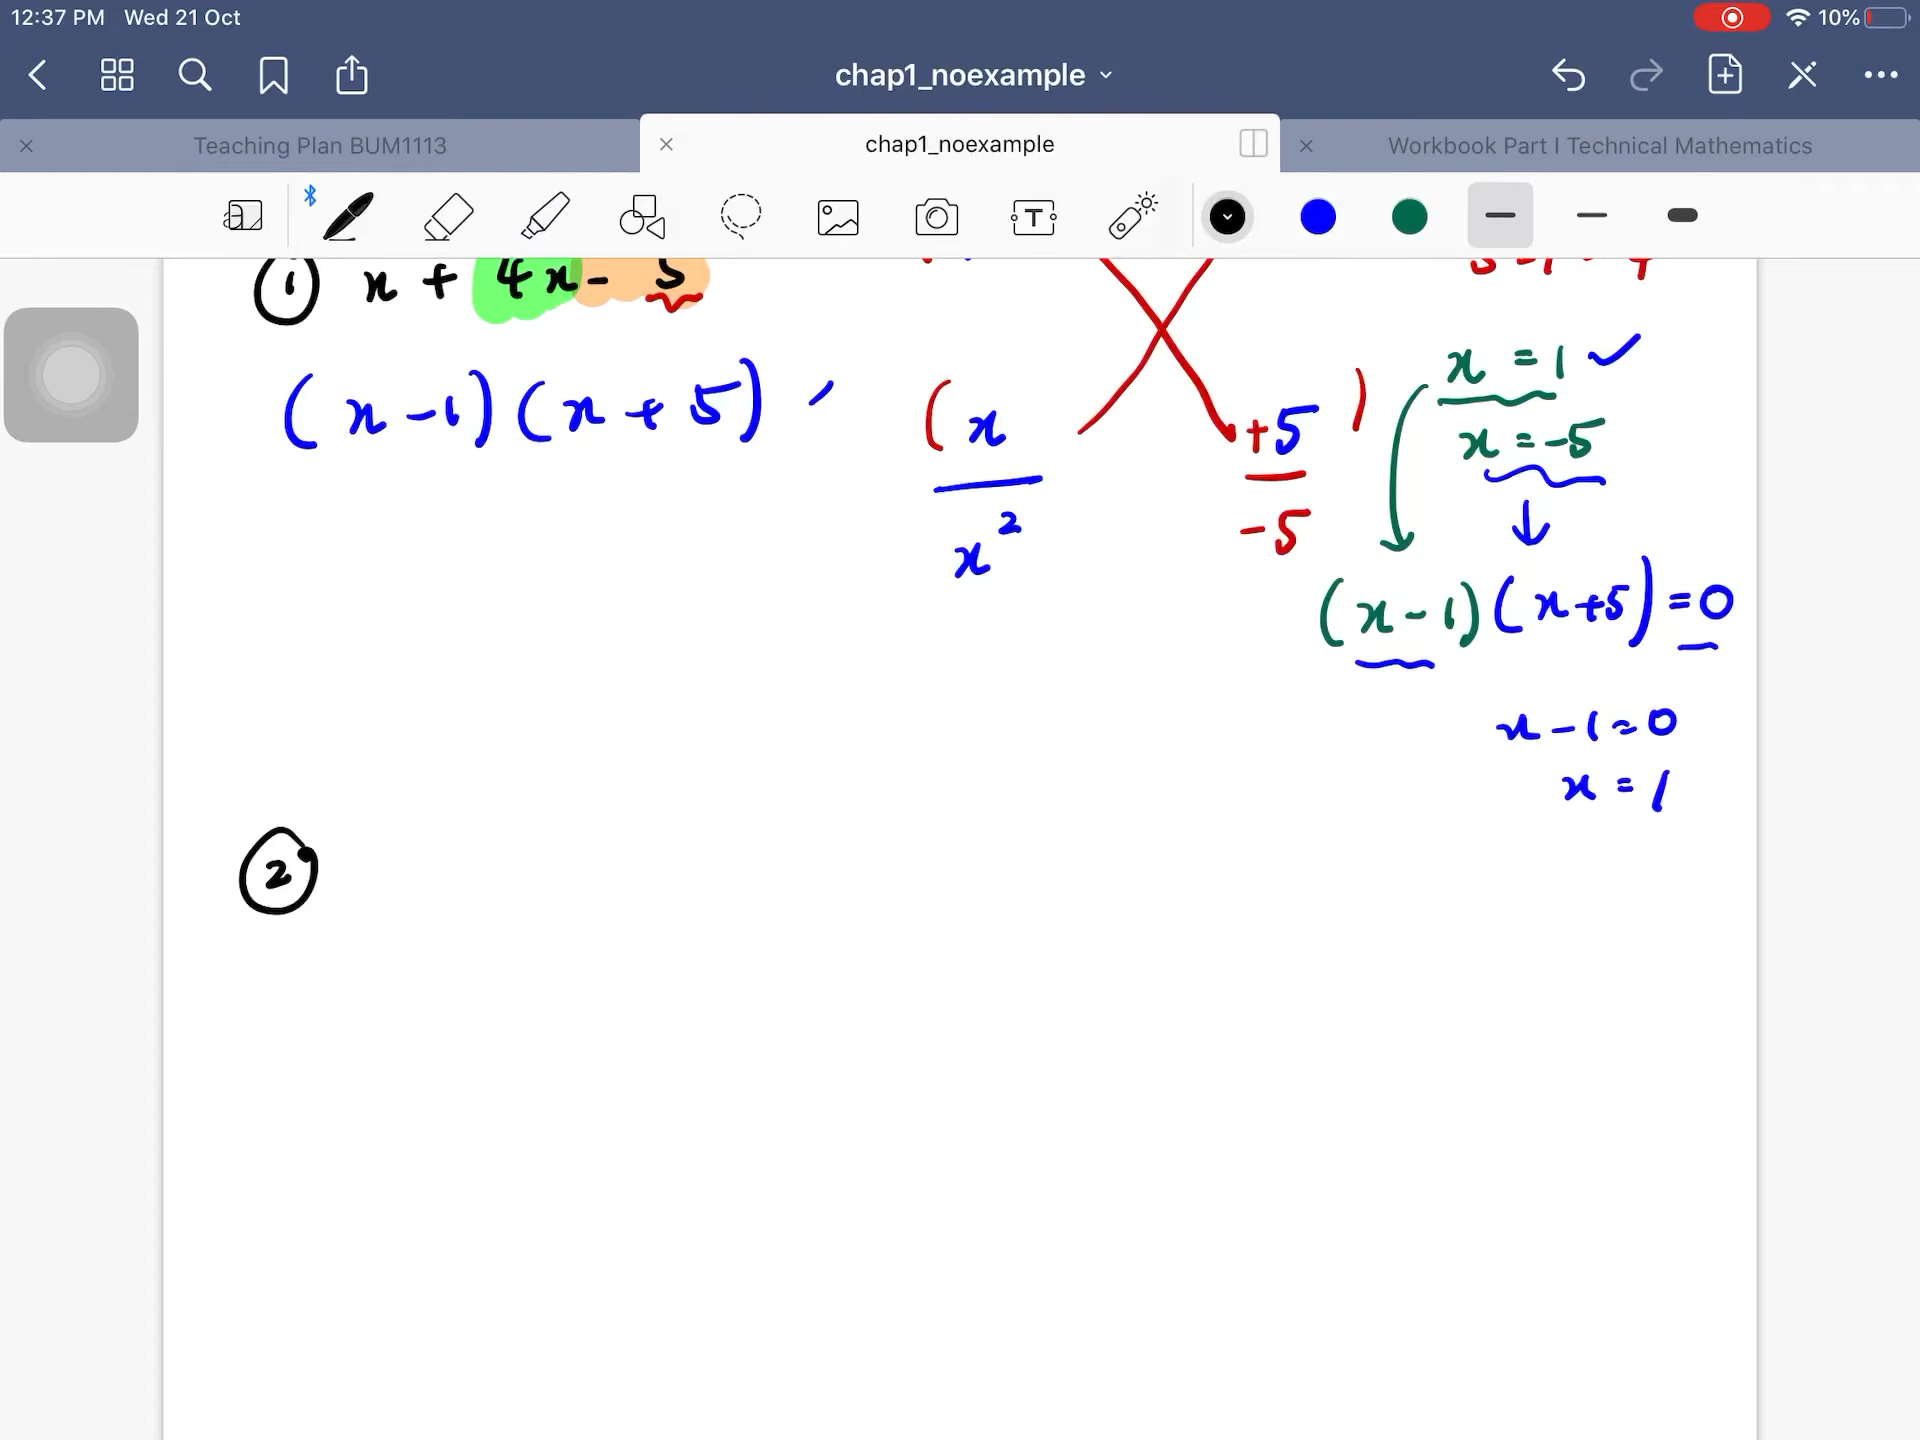 12:37 PM Wed 21 Oct 10%
chap1_noexample
Teaching Plan BUM1113
chap1_noexample
Workbook Part I Technical Mathematics
T
① x + 4x - 5
(x-1)(x+5)
(x
+5 )
x²
-5
x = 1 ✓
x = -5
(x-1)(x+5)=0
x-1=0
x = 1
②